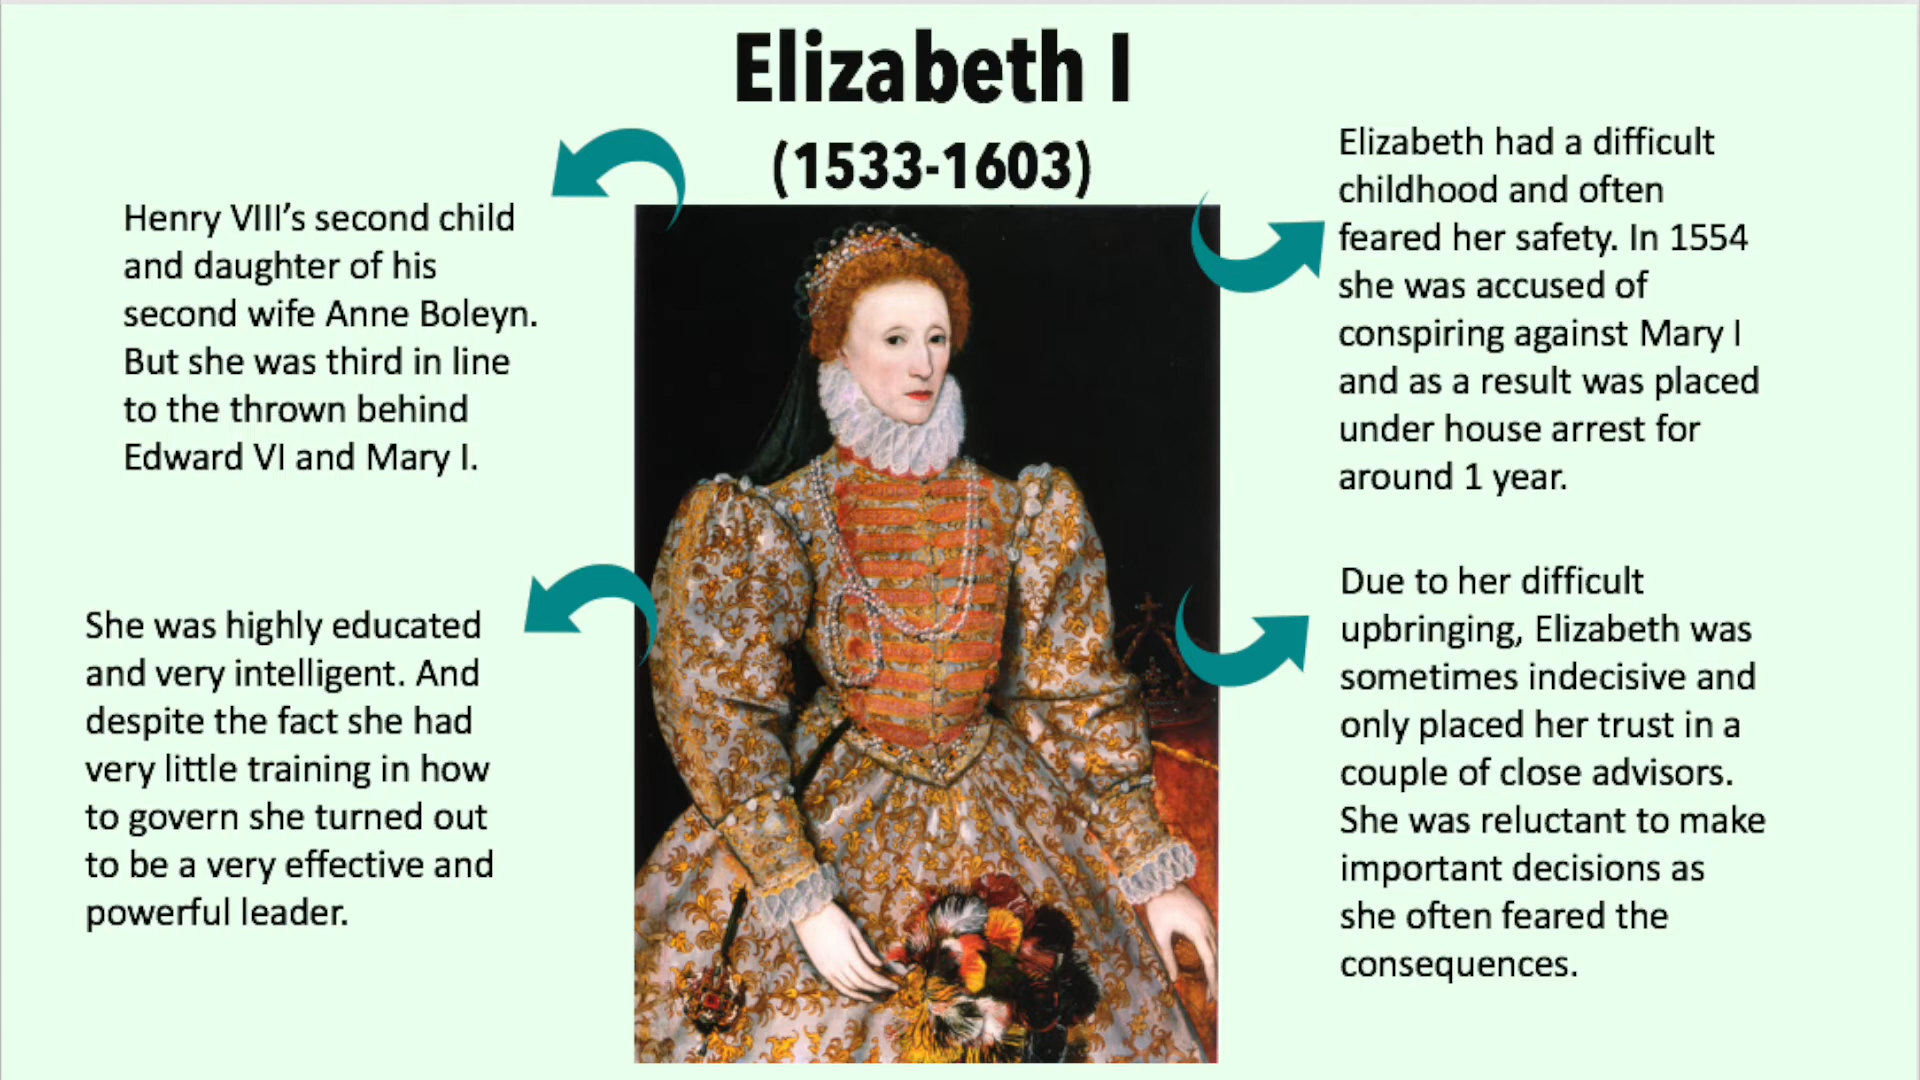 Elizabeth I
(1533-1603)
Henry VIII’s second child
and daughter of his
second wife Anne Boleyn.
But she was third in line
to the thrown behind
Edward VI and Mary I.
She was highly educated
and very intelligent. And
despite the fact she had
very little training in how
to govern she turned out
to be a very effective and
powerful leader.
Elizabeth had a difficult
childhood and often
feared her safety. In 1554
she was accused of
conspiring against Mary I
and as a result was placed
under house arrest for
around 1 year.
Due to her difficult
upbringing, Elizabeth was
sometimes indecisive and
only placed her trust in a
couple of close advisors.
She was reluctant to make
important decisions as
she often feared the
consequences.